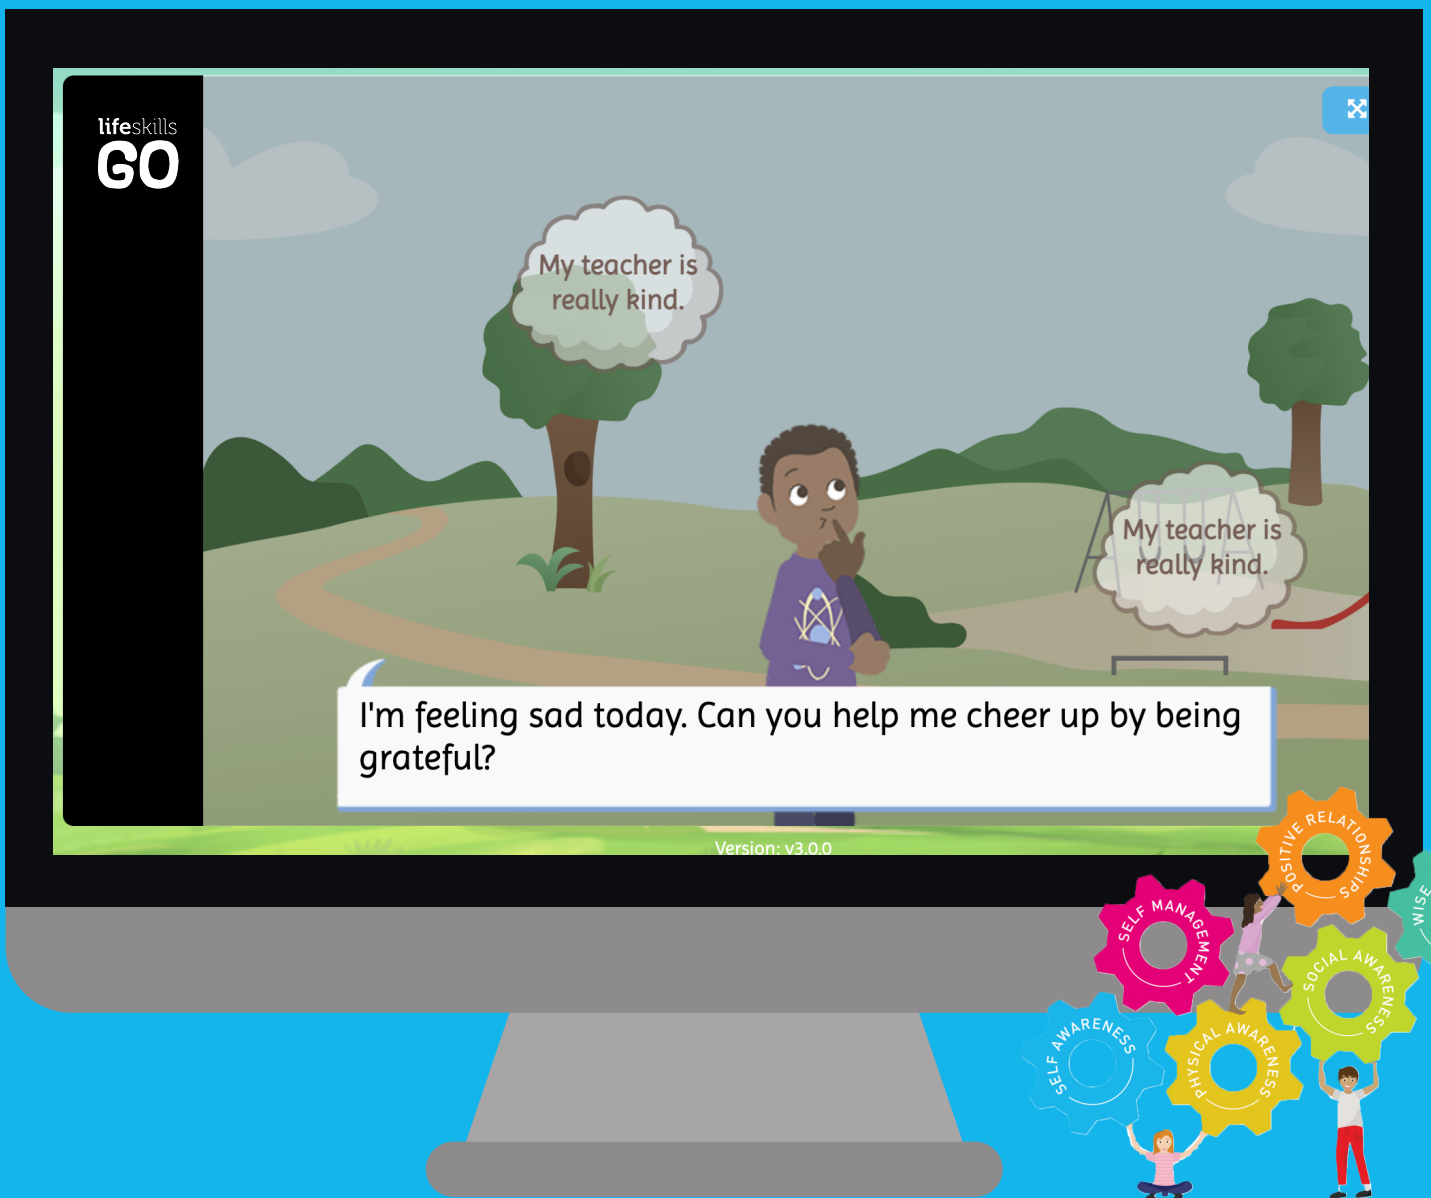 lifeskills
GO
My teacher is
really kind.
My teacher is
really kind.
I'm feeling sad today. Can you help me cheer up by being
grateful?
Version: v3.0.0
POSITIVE RELATIONSHIPS
SELF MANAGEMENT
WISE
SOCIAL AWARENESS
SELF AWARENESS
PHYSICAL AWARENESS